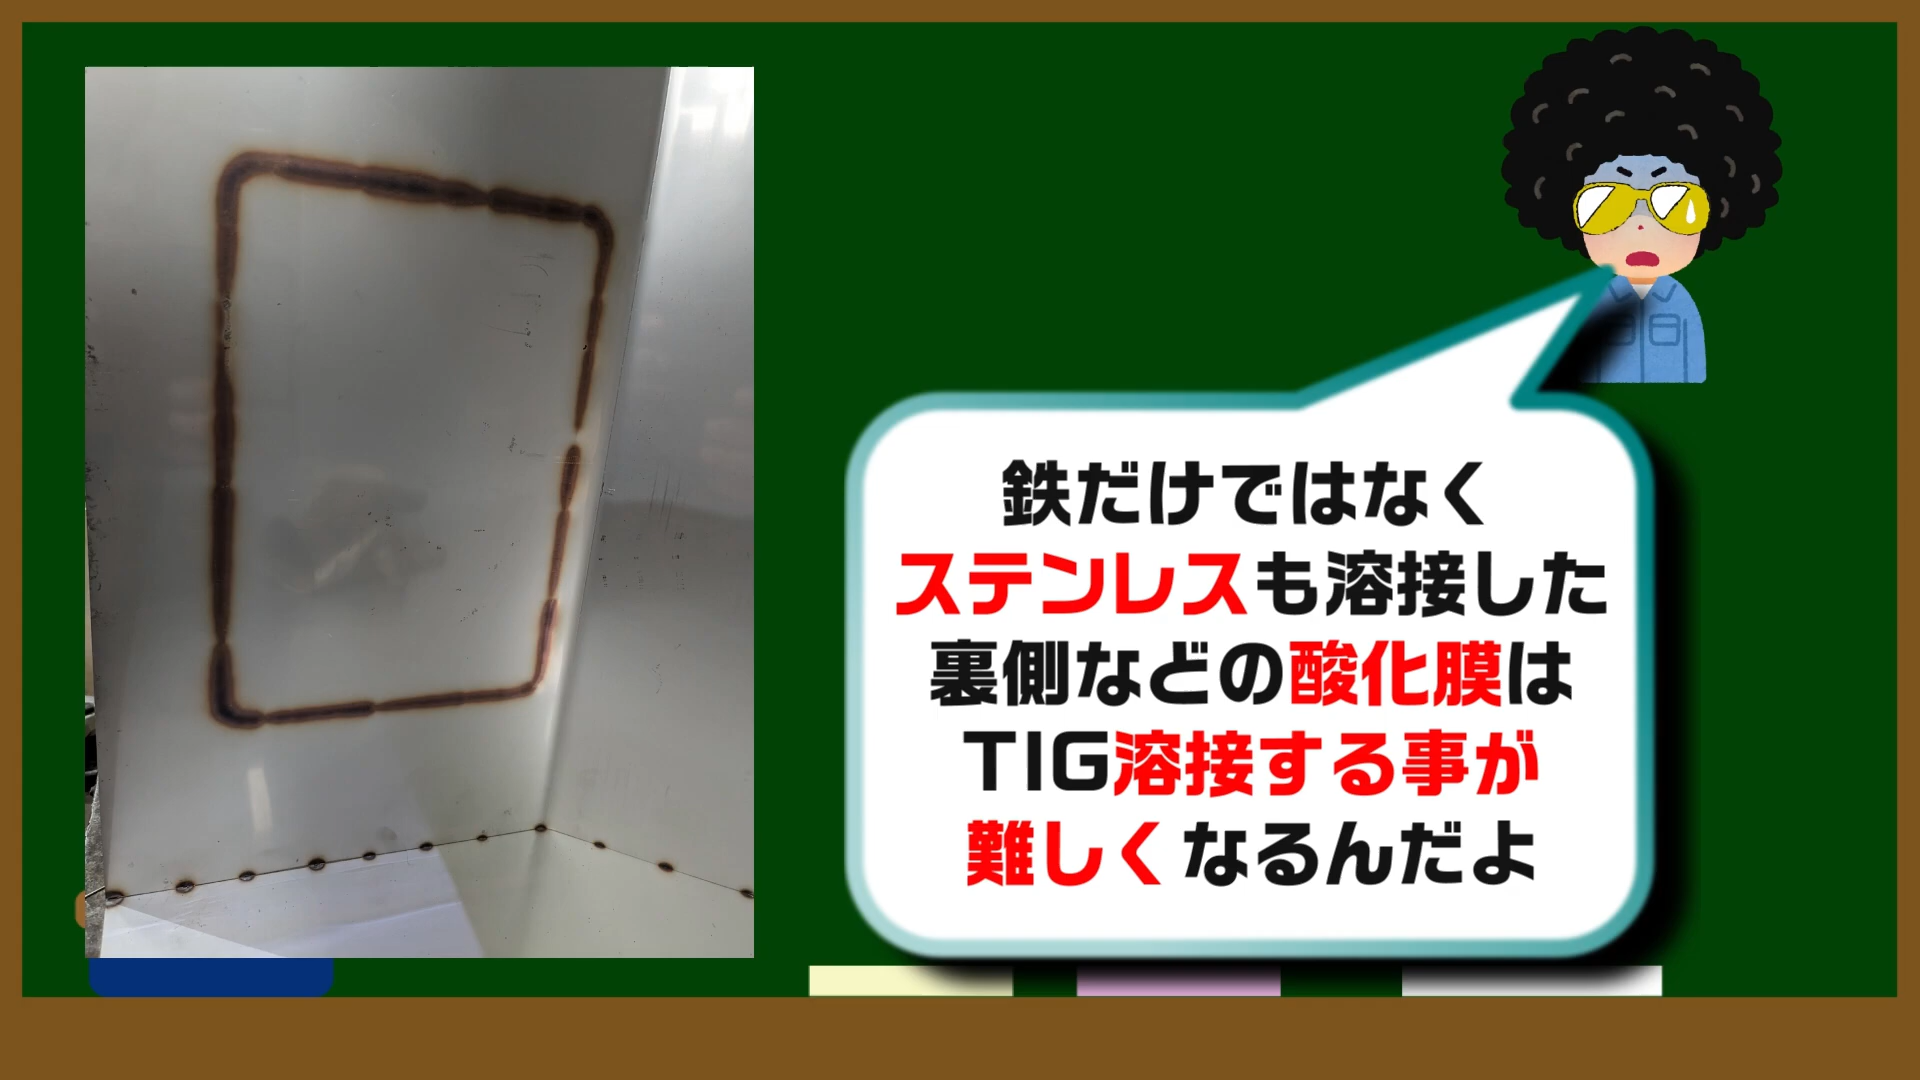 鉄だけではなく
ステンレスも溶接した
裏側などの酸化膜は
TIG溶接する事が
難しくなるんだよ